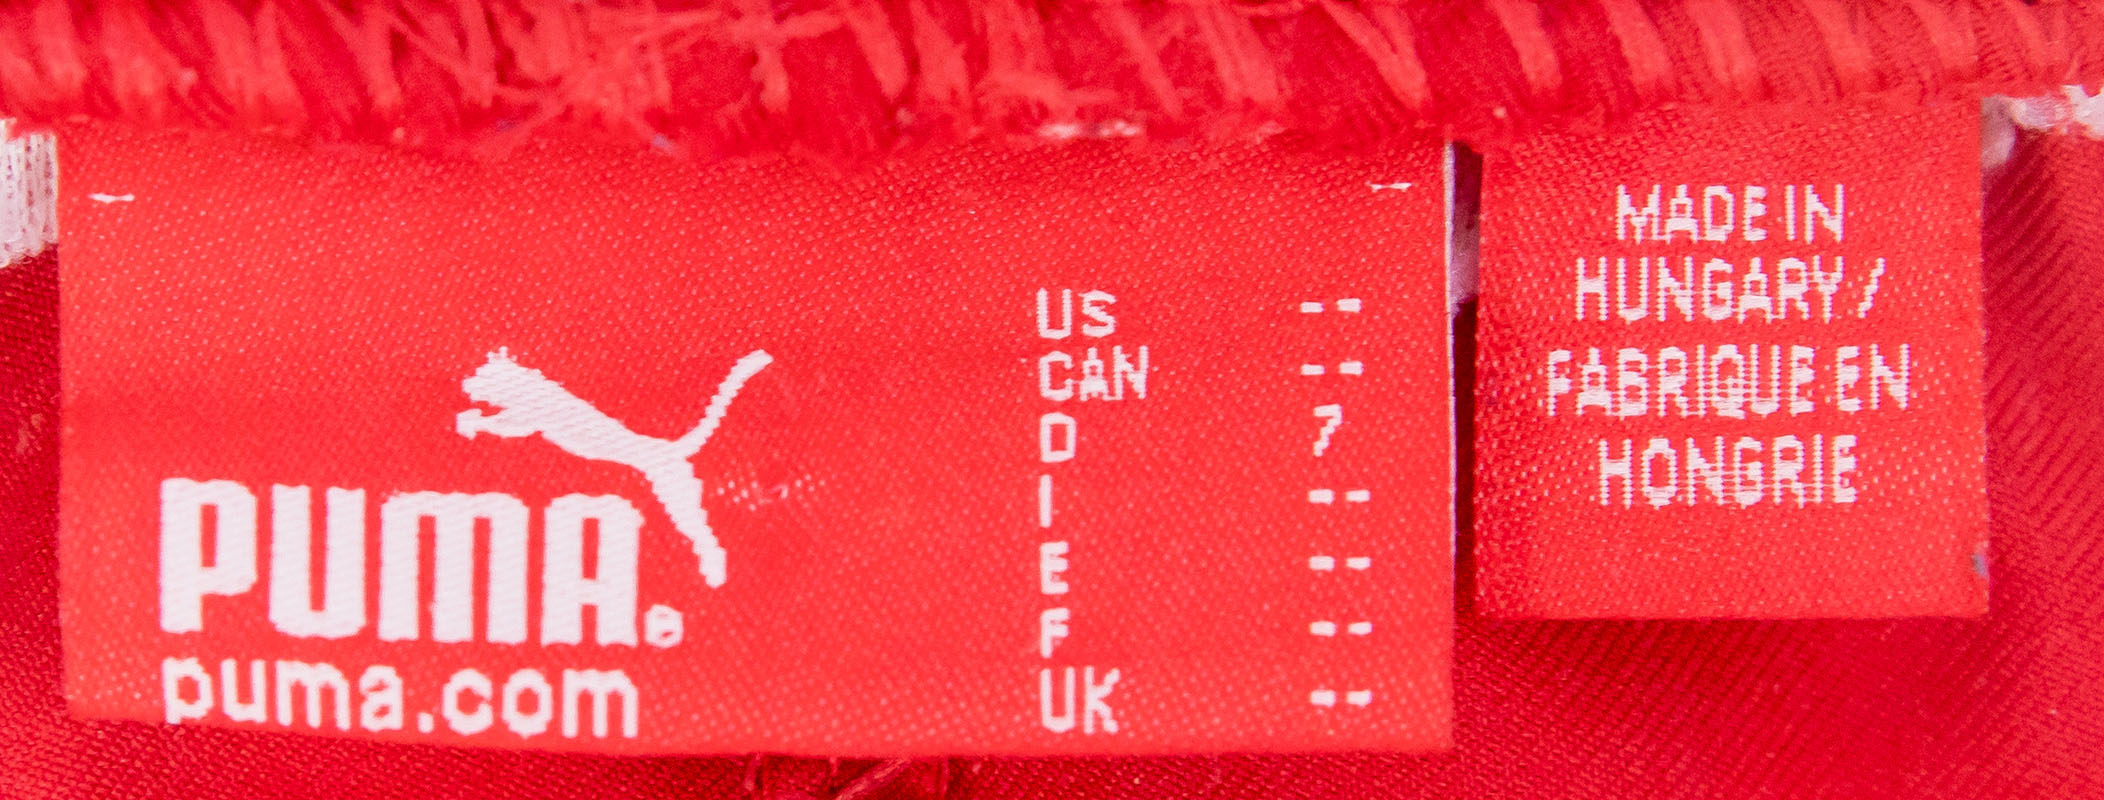 PUMA®
puma.com
US --
CAN --
D 7
I --
E --
F --
UK --
MADE IN
HUNGARY /
FABRIQUE EN
HONGRIE